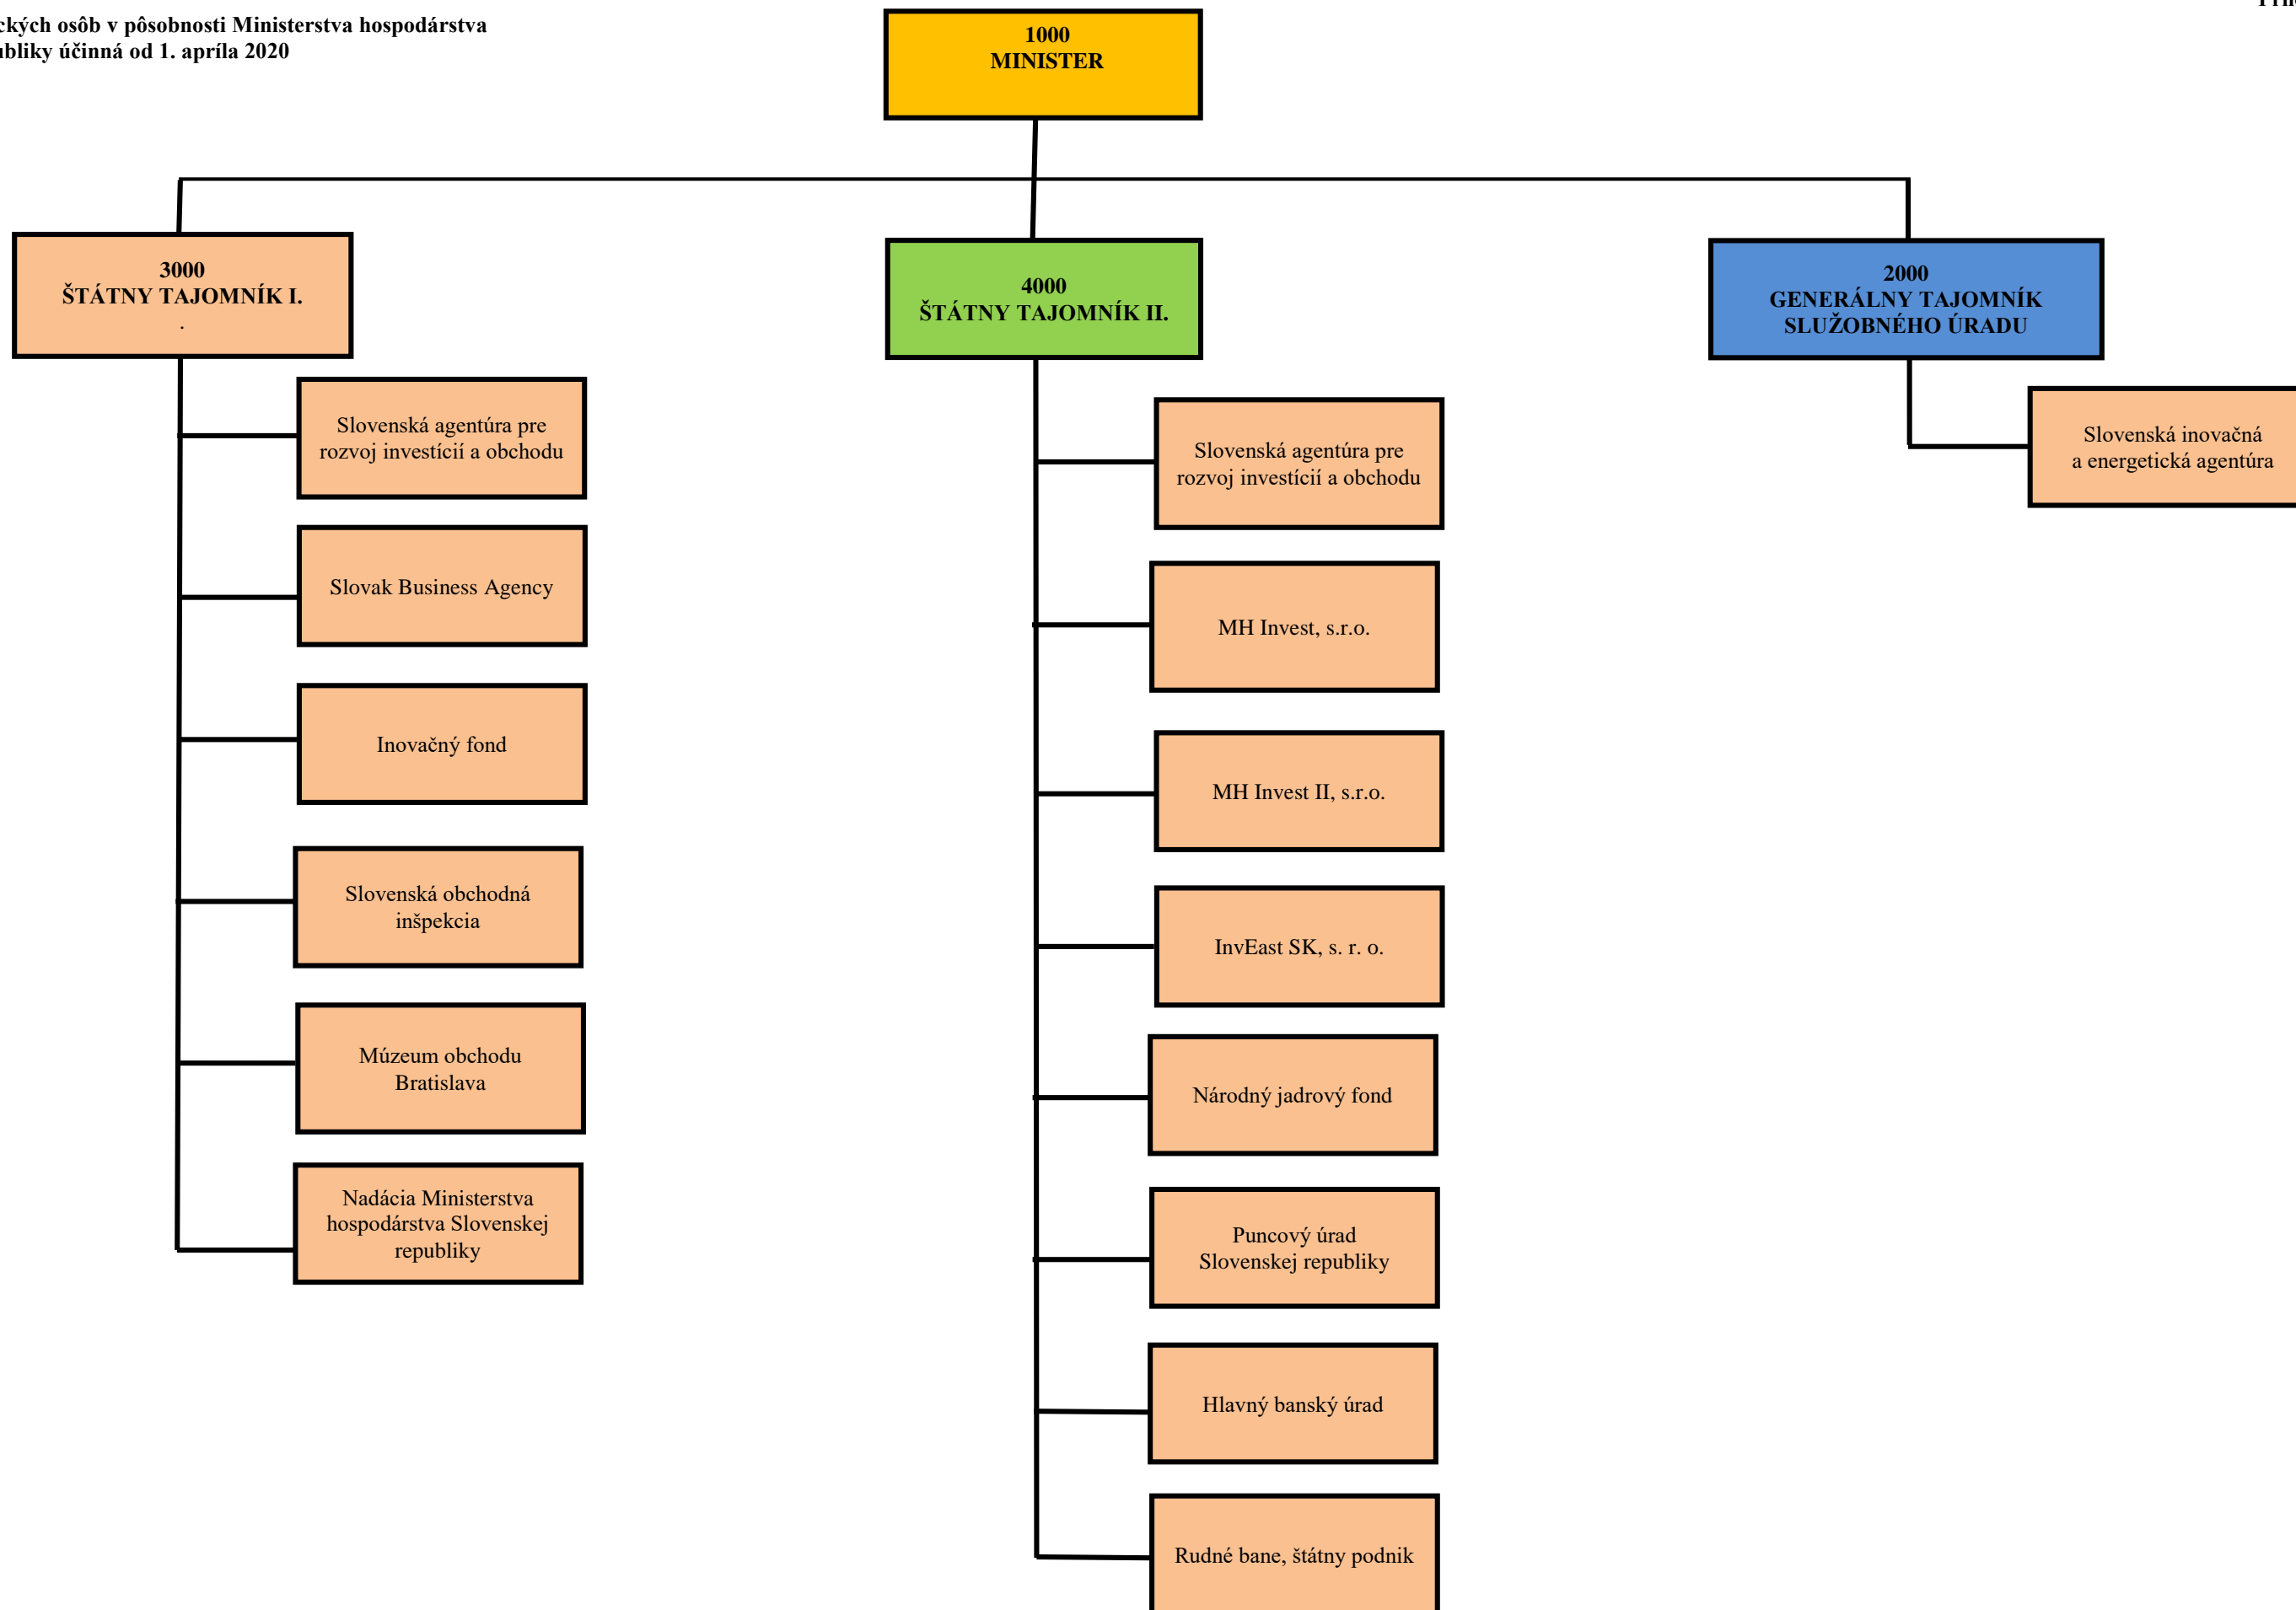 ckých osôb v pôsobnosti Ministerstva hospodárstva
ubliky účinná od 1. apríla 2020
1000
MINISTER
3000
ŠTÁTNY TAJOMNÍK I.
.
4000
ŠTÁTNY TAJOMNÍK II.
2000
GENERÁLNY TAJOMNÍK
SLUŽOBNÉHO ÚRADU
Slovenská agentúra pre
rozvoj investícií a obchodu
Slovak Business Agency
Inovačný fond
Slovenská obchodná
inšpekcia
Múzeum obchodu
Bratislava
Nadácia Ministerstva
hospodárstva Slovenskej
republiky
Slovenská agentúra pre
rozvoj investícií a obchodu
MH Invest, s.r.o.
MH Invest II, s.r.o.
InvEast SK, s. r. o.
Národný jadrový fond
Puncový úrad
Slovenskej republiky
Hlavný banský úrad
Rudné bane, štátny podnik
Slovenská inovačná
a energetická agentúra